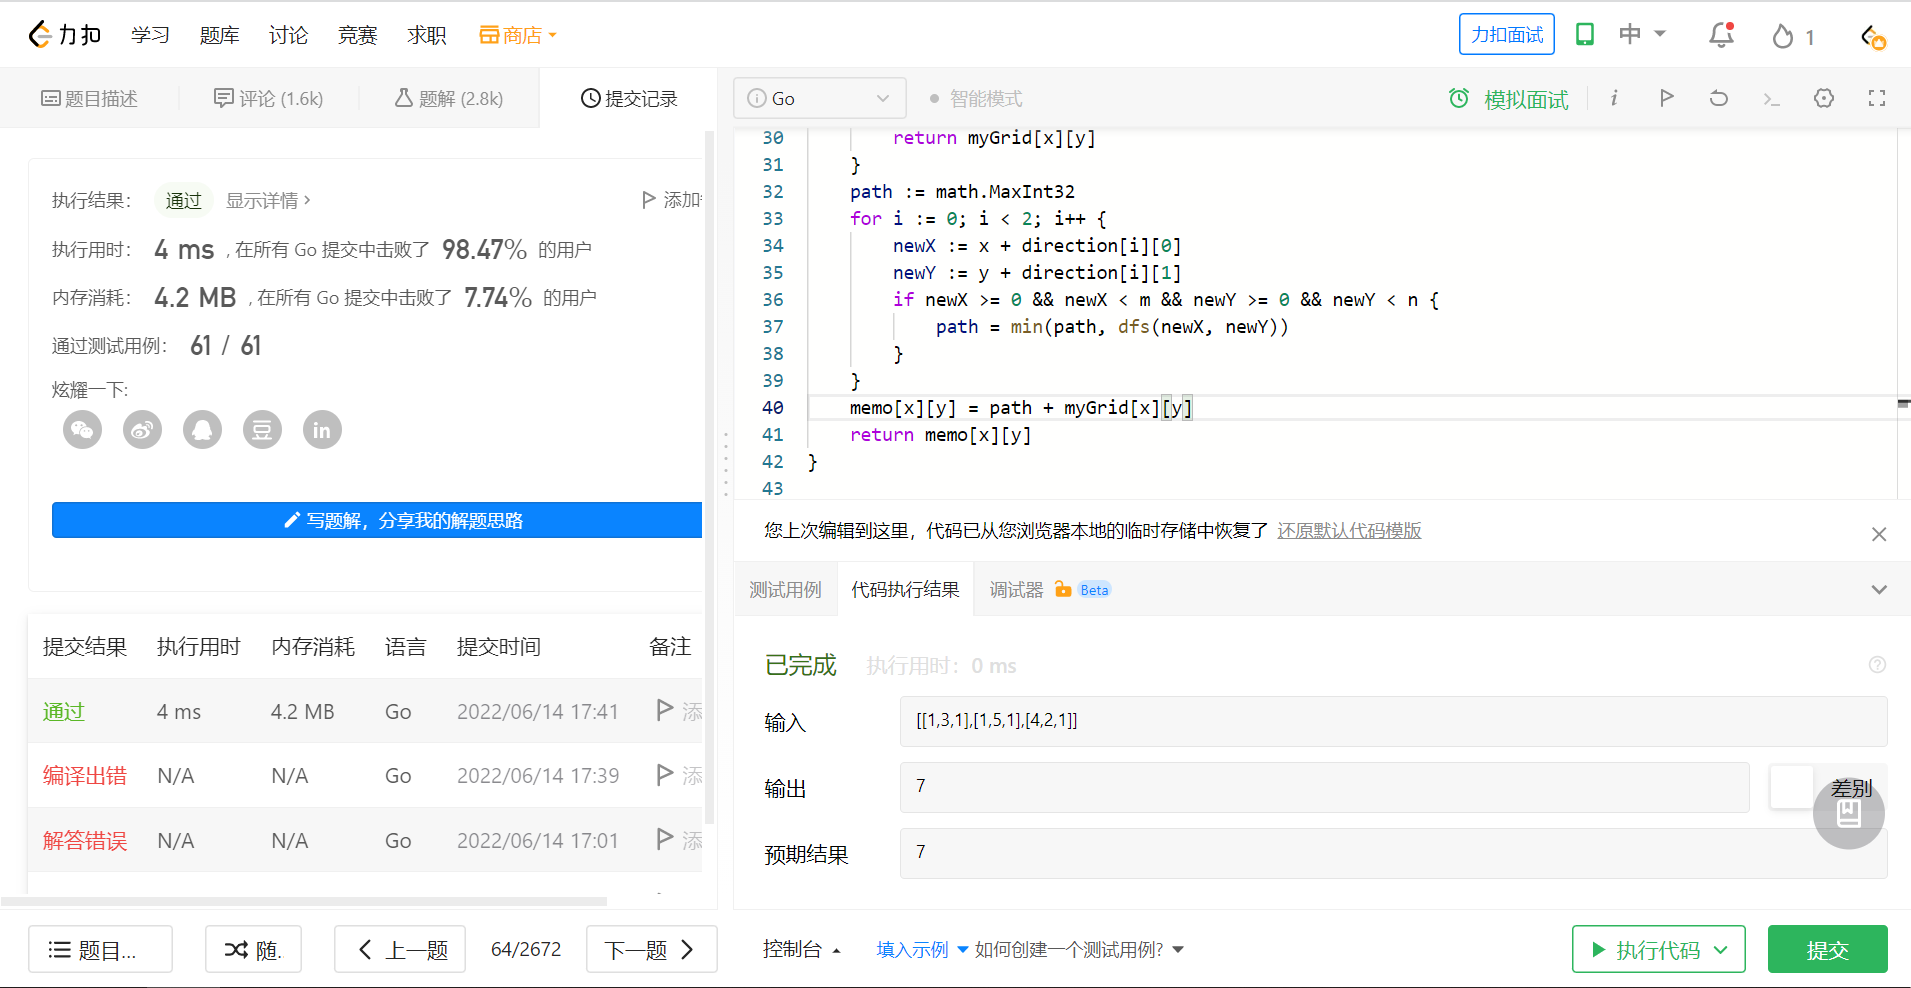 力扣 学习 题库 讨论 竞赛 求职 商店 力扣面试 中 1
题目描述 评论 (1.6k) 题解 (2.8k) 提交记录
执行结果： 通过 显示详情 › 添加
执行用时： 4 ms , 在所有 Go 提交中击败了 98.47% 的用户
内存消耗： 4.2 MB , 在所有 Go 提交中击败了 7.74% 的用户
通过测试用例： 61 / 61
炫耀一下:
豆 in
写题解，分享我的解题思路
提交结果 执行用时 内存消耗 语言 提交时间 备注
通过 4 ms 4.2 MB Go 2022/06/14 17:41 添
编译出错 N/A N/A Go 2022/06/14 17:39 添
解答错误 N/A N/A Go 2022/06/14 17:01 添
题目... 随. 上一题 64/2672 下一题
Go 智能模式 模拟面试 i
30 return myGrid[x][y]
31 }
32 path := math.MaxInt32
33 for i := 0; i < 2; i++ {
34 newX := x + direction[i][0]
35 newY := y + direction[i][1]
36 if newX >= 0 && newX < m && newY >= 0 && newY < n {
37 path = min(path, dfs(newX, newY))
38 }
39 }
40 memo[x][y] = path + myGrid[x][y]
41 return memo[x][y]
42 }
43
您上次编辑到这里，代码已从您浏览器本地的临时存储中恢复了 还原默认代码模版
测试用例 代码执行结果 调试器 Beta
已完成 执行用时：0 ms
输入 [[1,3,1],[1,5,1],[4,2,1]]
输出 7 差别
预期结果 7
控制台 填入示例 如何创建一个测试用例? 执行代码 提交